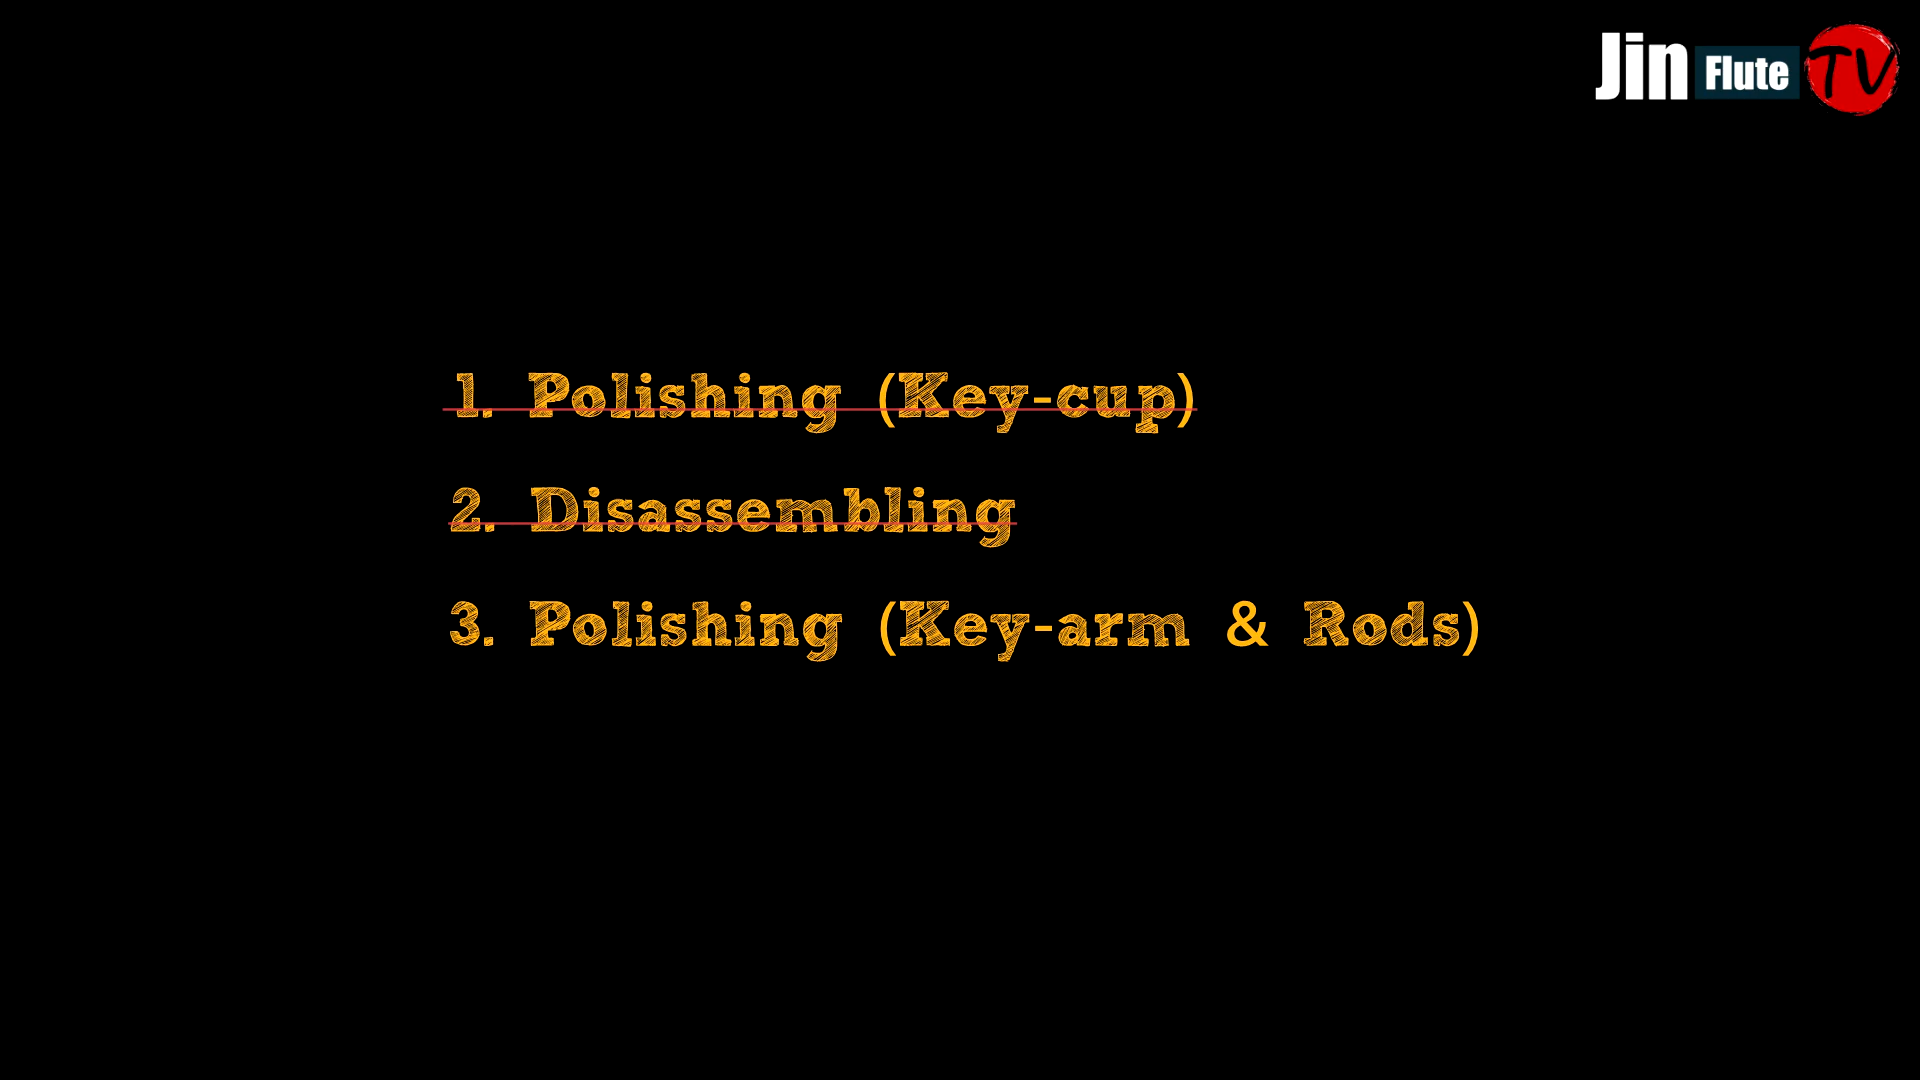 Jin Flute TV
1. Polishing (Key-cup)
2. Disassembling
3. Polishing (Key-arm & Rods)